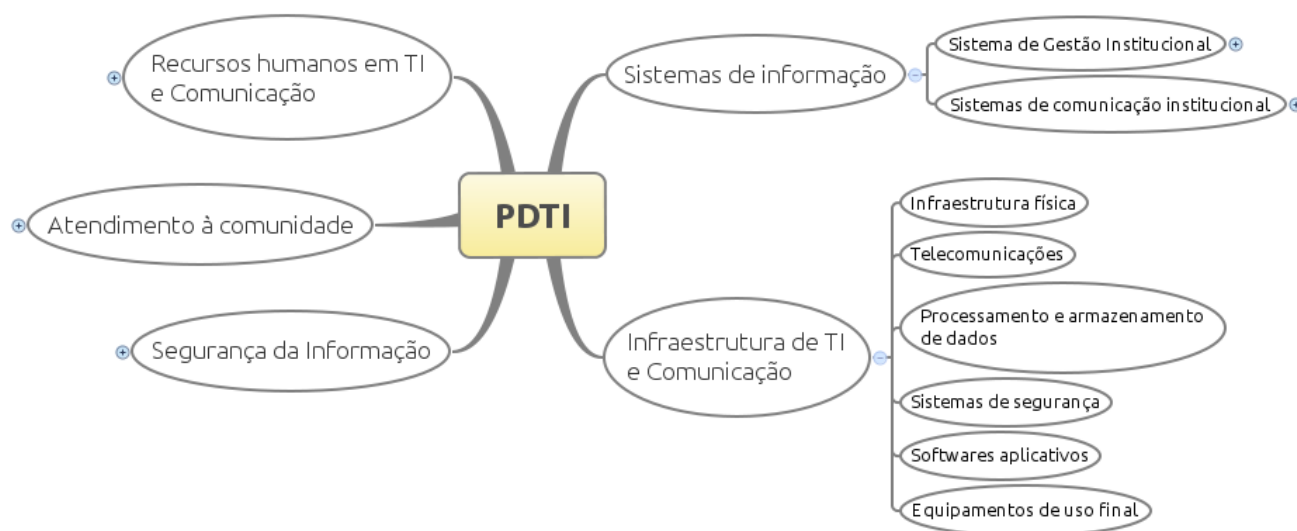 PDTI
Recursos humanos em TI
e Comunicação
Atendimento à comunidade
Segurança da Informação
Sistemas de informação
Sistema de Gestão Institucional
Sistemas de comunicação institucional
Infraestrutura de TI
e Comunicação
Infraestrutura física
Telecomunicações
Processamento e armazenamento
de dados
Sistemas de segurança
Softwares aplicativos
Equipamentos de uso final